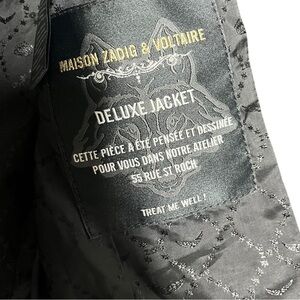 MAISON ZADIG & VOLTAIRE
DELUXE JACKET
CETTE PIÈCE A ÉTÉ PENSÉE ET DESSINÉE
POUR VOUS DANS NOTRE ATELIER
53 RUE ST ROCH
TREAT ME WELL!